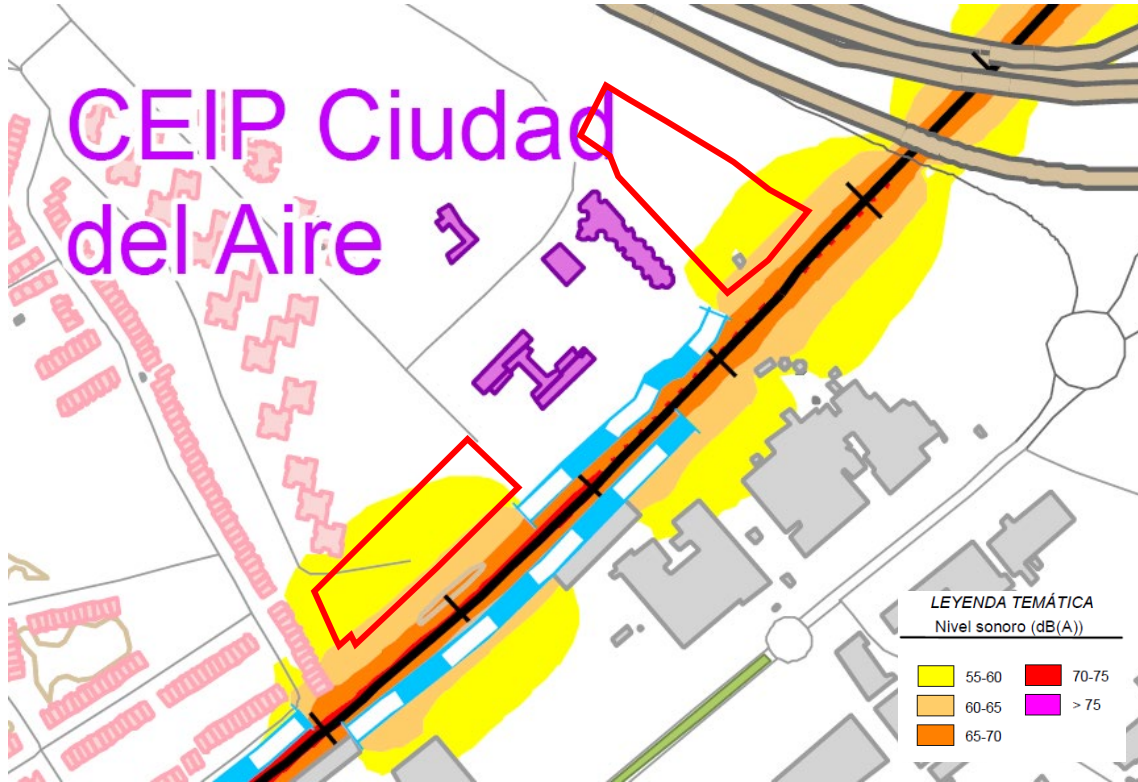 CEIP Ciudad
del Aire
LEYENDA TEMÁTICA
Nivel sonoro (dB(A))
55-60
70-75
60-65
> 75
65-70